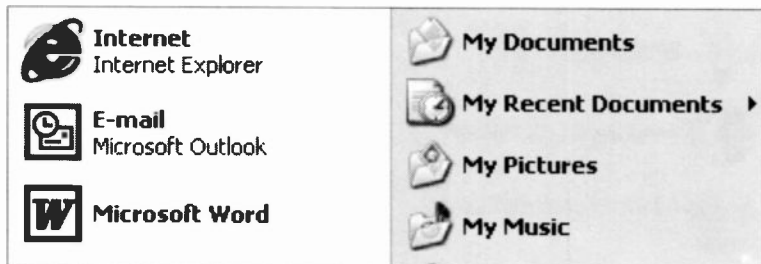 Internet
Internet Explorer
E-mail
Microsoft Outlook
W Microsoft Word
My Documents
My Recent Documents
My Pictures
My Music